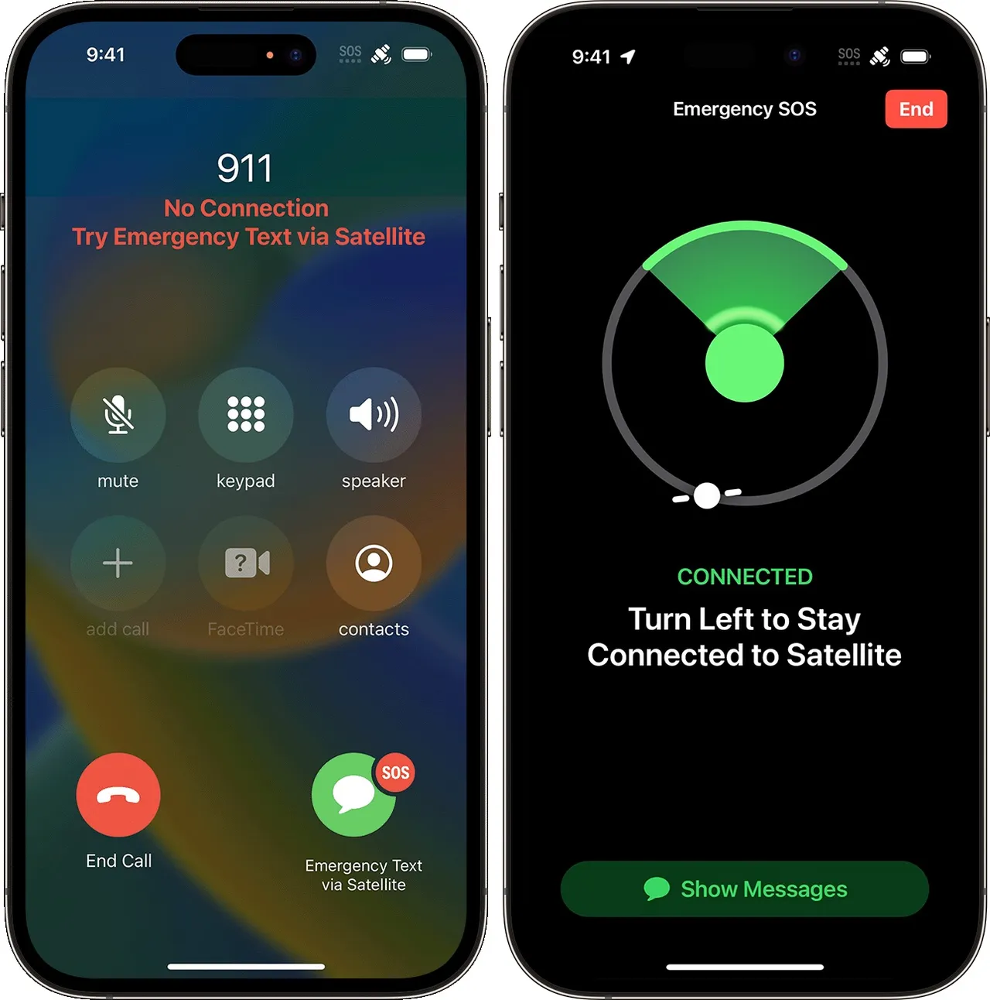 9:41
SOS
911
No Connection
Try Emergency Text via Satellite
mute
keypad
speaker
add call
?
FaceTime
contacts
SOS
End Call
Emergency Text
via Satellite
9:41
SOS
Emergency SOS
End
CONNECTED
Turn Left to Stay
Connected to Satellite
Show Messages